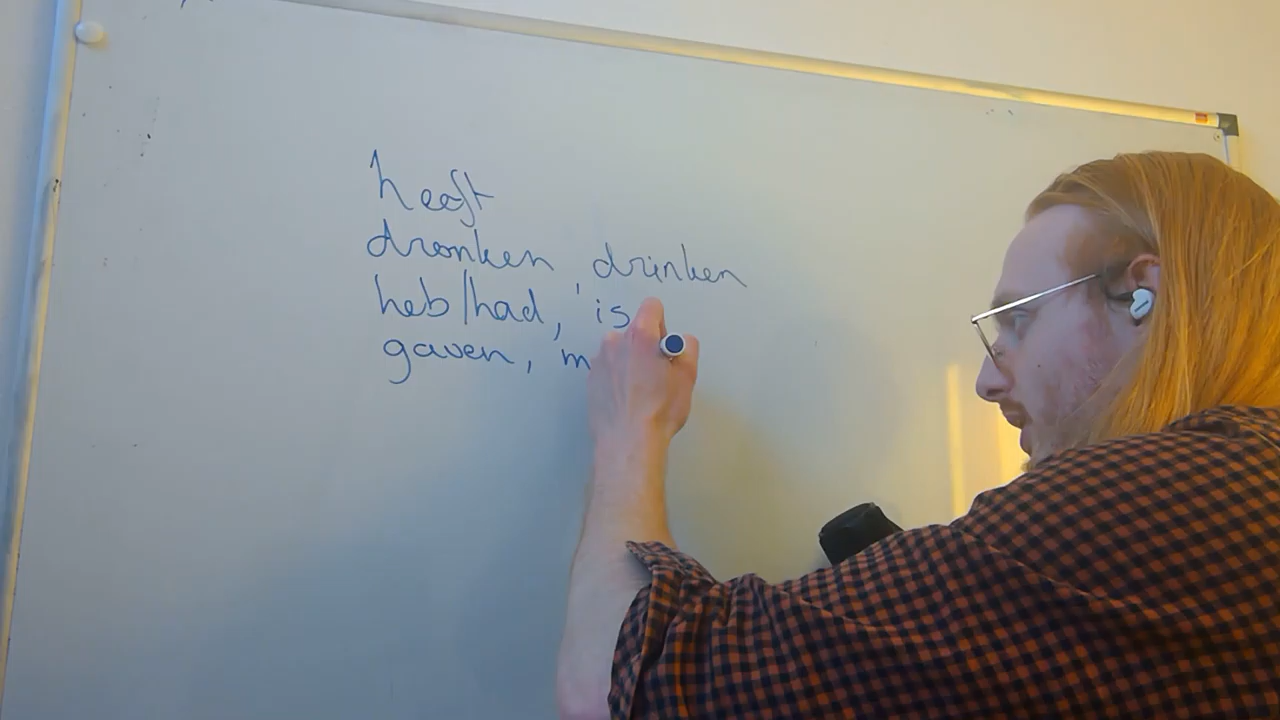 heeft
dronken, drinken
heb/had, is
gaven, m